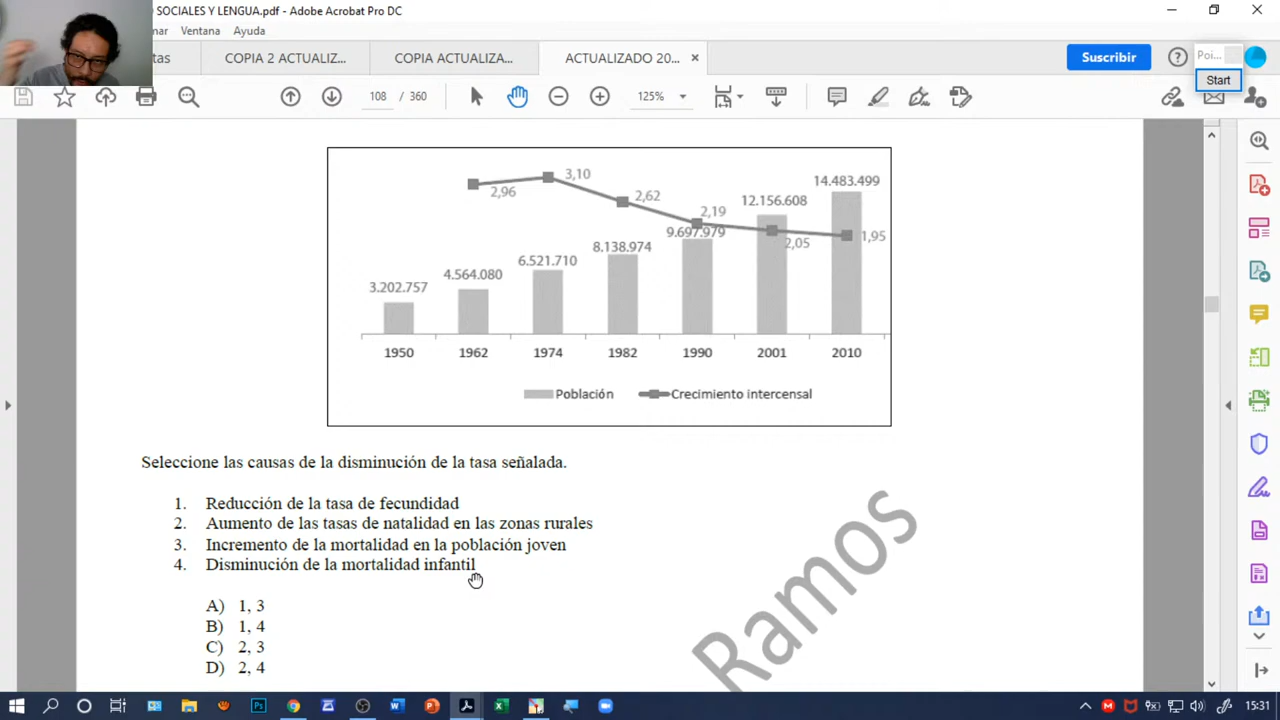 SOCIALES Y LENGUA.pdf - Adobe Acrobat Pro DC
Ventana Ayuda
COPIA 2 ACTUALIZ...
COPIA ACTUALIZA...
ACTUALIZADO 20...
Suscribir
Poi...
Start
108 / 360
125%
2,96
3,10
2,62
2,19
2,05
1,95
3.202.757
4.564.080
6.521.710
8.138.974
9.697.979
12.156.608
14.483.499
1950 1962 1974 1982 1990 2001 2010
Población Crecimiento intercensal
Seleccione las causas de la disminución de la tasa señalada.
1. Reducción de la tasa de fecundidad
2. Aumento de las tasas de natalidad en las zonas rurales
3. Incremento de la mortalidad en la población joven
4. Disminución de la mortalidad infantil
A) 1, 3
B) 1, 4
C) 2, 3
D) 2, 4
Ramos
15:31